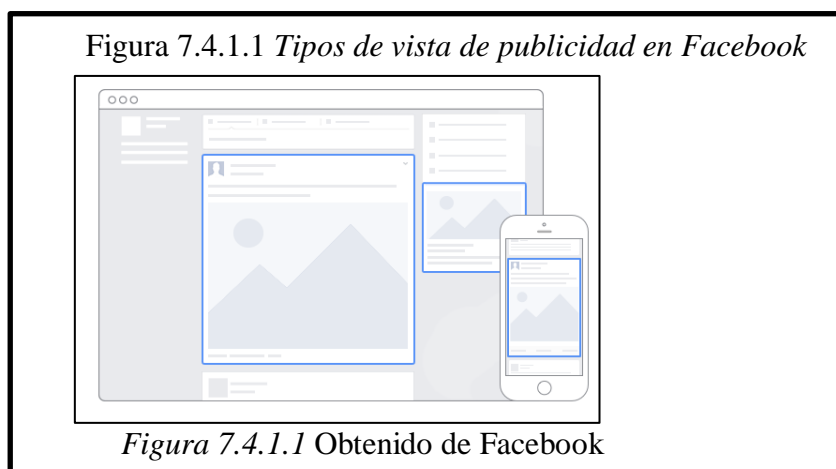 Figura 7.4.1.1 Tipos de vista de publicidad en Facebook
Figura 7.4.1.1 Obtenido de Facebook